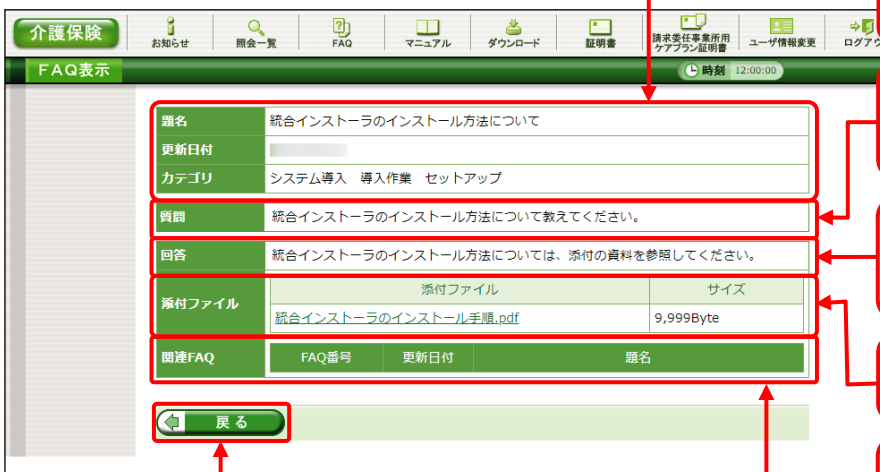 介護保険
お知らせ
照会一覧
FAQ
マニュアル
ダウンロード
証明書
請求委任事業所用
ケアプラン証明書
ユーザ情報変更
ログアウ
FAQ表示
時刻 12:00:00
題名 統合インストーラのインストール方法について
更新日付
カテゴリ システム導入 導入作業 セットアップ
質問 統合インストーラのインストール方法について教えてください。
回答 統合インストーラのインストール方法については、添付の資料を参照してください。
添付ファイル
添付ファイル サイズ
統合インストーラのインストール手順.pdf 9,999Byte
関連FAQ FAQ番号 更新日付 題名
戻る